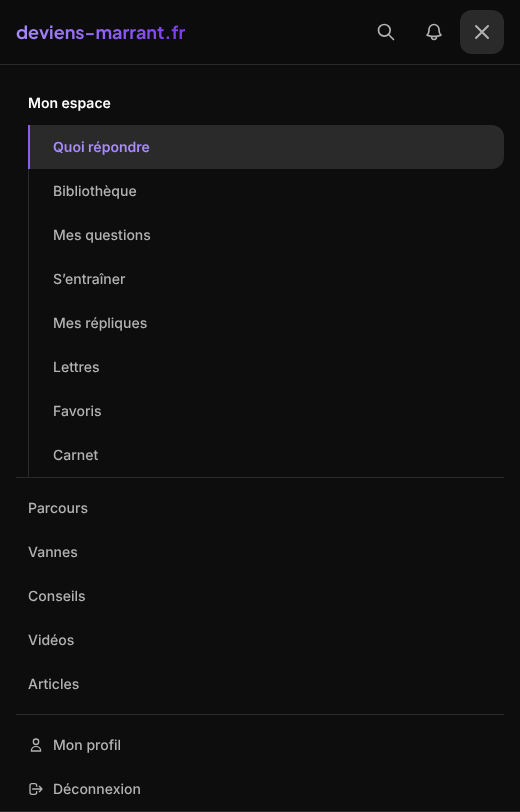 deviens-marrant.fr
Mon espace
Quoi répondre
Bibliothèque
Mes questions
S’entraîner
Mes répliques
Lettres
Favoris
Carnet
Parcours
Vannes
Conseils
Vidéos
Articles
Mon profil
Déconnexion